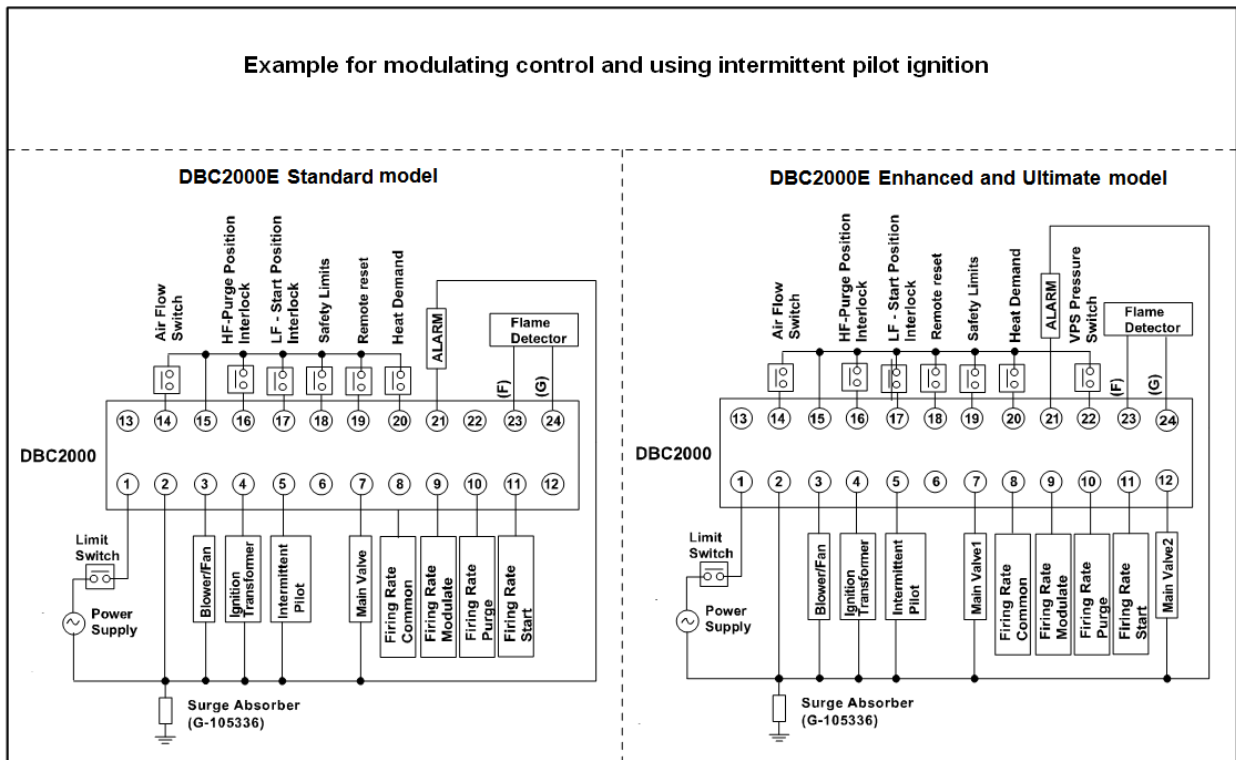 Example for modulating control and using intermittent pilot ignition
DBC2000E Standard model
Air Flow
Switch
HF-Purge Position
Interlock
LF - Start Position
Interlock
Safety Limits
Remote reset
Heat Demand
ALARM
Flame
Detector
(F)
(G)
13 14 15 16 17 18 19 20 21 22 23 24
DBC2000
1 2 3 4 5 6 7 8 9 10 11 12
Limit
Switch
Power
Supply
Blower/Fan
Ignition
Transformer
Intermittent
Pilot
Main Valve
Firing Rate
Common
Firing Rate
Modulate
Firing Rate
Purge
Firing Rate
Start
Surge Absorber
(G-105336)
DBC2000E Enhanced and Ultimate model
Air Flow
Switch
HF-Purge Position
Interlock
LF - Start Position
Interlock
Remote reset
Safety Limits
Heat Demand
ALARM
VPS Pressure
Switch
Flame
Detector
(F)
(G)
13 14 15 16 17 18 19 20 21 22 23 24
DBC2000
1 2 3 4 5 6 7 8 9 10 11 12
Limit
Switch
Power
Supply
Blower/Fan
Ignition
Transformer
Intermittent
Pilot
Main Valve1
Firing Rate
Common
Firing Rate
Modulate
Firing Rate
Purge
Firing Rate
Start
Main Valve2
Surge Absorber
(G-105336)